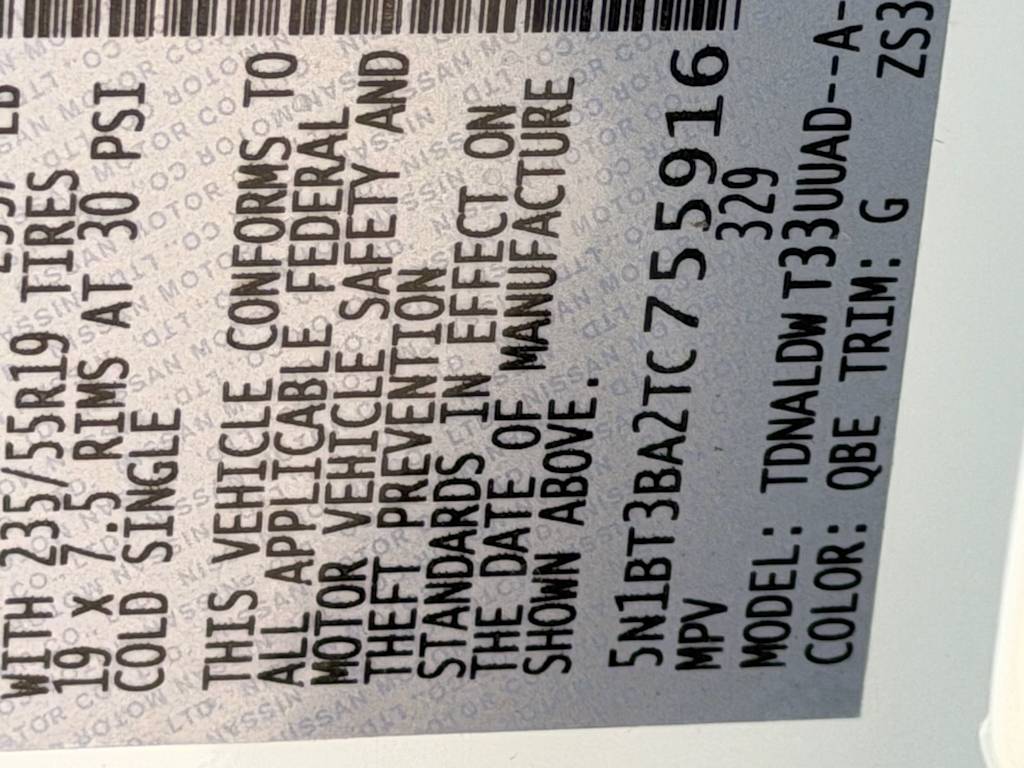 WITH 235/55R19 TIRES
19 X 7.5 RIMS AT 30 PSI
COLD SINGLE
THIS VEHICLE CONFORMS TO
ALL APPLICABLE FEDERAL
MOTOR VEHICLE SAFETY AND
THEFT PREVENTION
STANDARDS IN EFFECT ON
THE DATE OF MANUFACTURE
SHOWN ABOVE.
5N1BT3BA2TC755916
MPV 329
MODEL: TDNALDWT33UUAD--A-
COLOR: QBE TRIM: G ZS3